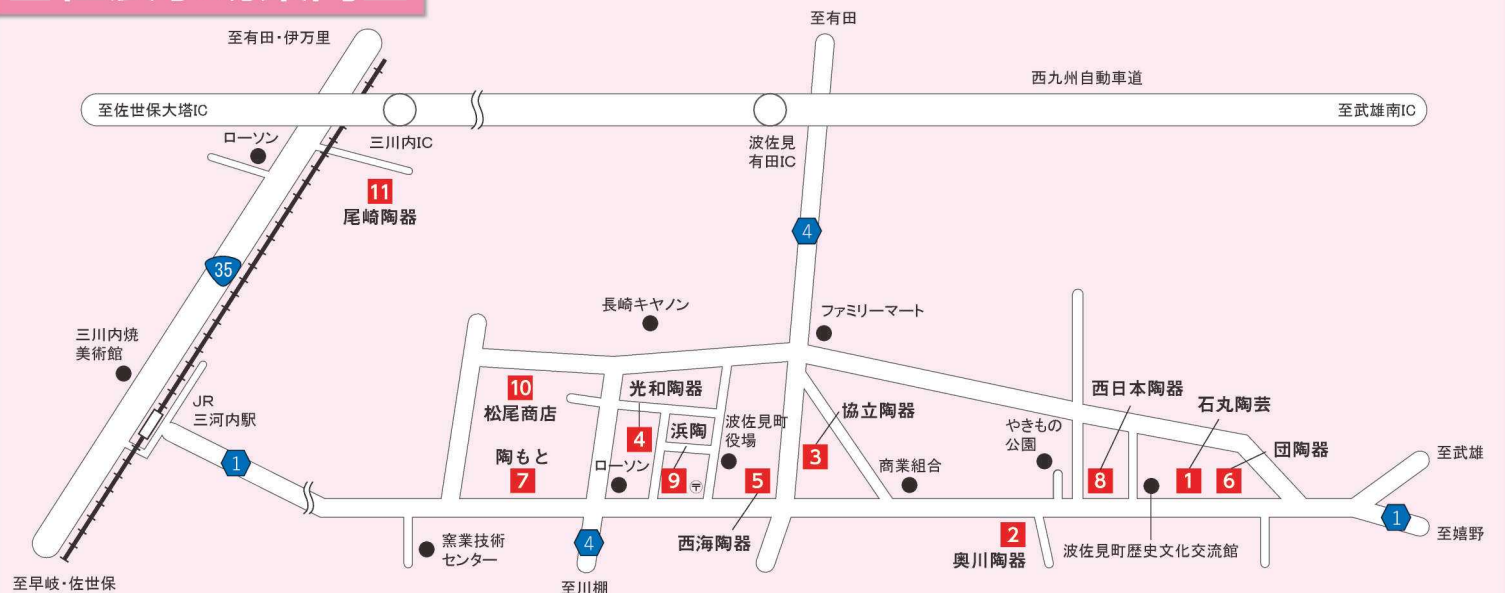 至有田・伊万里
至有田
西九州自動車道
至佐世保大塔IC
至武雄南IC
ローソン
三川内IC
波佐見
有田IC
11
尾崎陶器
4
35
長崎キヤノン
ファミリーマート
三川内焼
美術館
JR
三河内駅
10
松尾商店
光和陶器
4
浜陶
波佐見町
役場
協立陶器
3
西日本陶器
石丸陶芸
やきもの
公園
団陶器
至武雄
陶もと
7
ローソン
9
〒
5
商業組合
8
1
6
1
窯業技術
センター
4
西海陶器
2
奥川陶器
波佐見町歴史文化交流館
1
至嬉野
至早岐・佐世保
至川棚